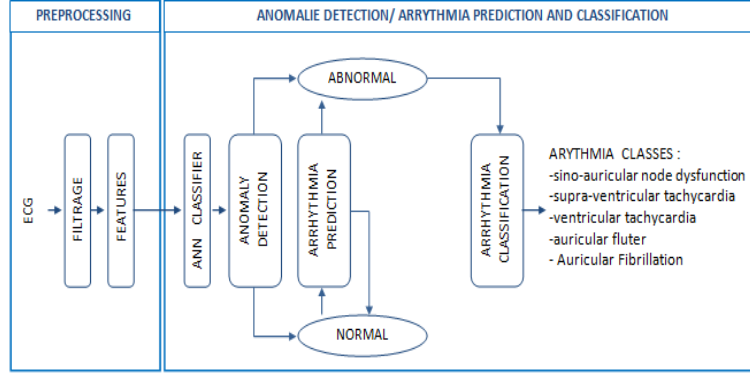 PREPROCESSING
ANOMALIE DETECTION/ ARRYTHMIA PREDICTION AND CLASSIFICATION
ECG
FILTRAGE
FEATURES
ANN CLASSIFIER
ANOMALY
DETECTION
ARRHYTHMIA
PREDICTION
ABNORMAL
NORMAL
ARRHYTHMIA
CLASSIFICATION
ARYTHMIA CLASSES :
-sino-auricular node dysfunction
-supra-ventricular tachycardia
-ventricular tachycardia
-auricular fluter
- Auricular Fibrillation